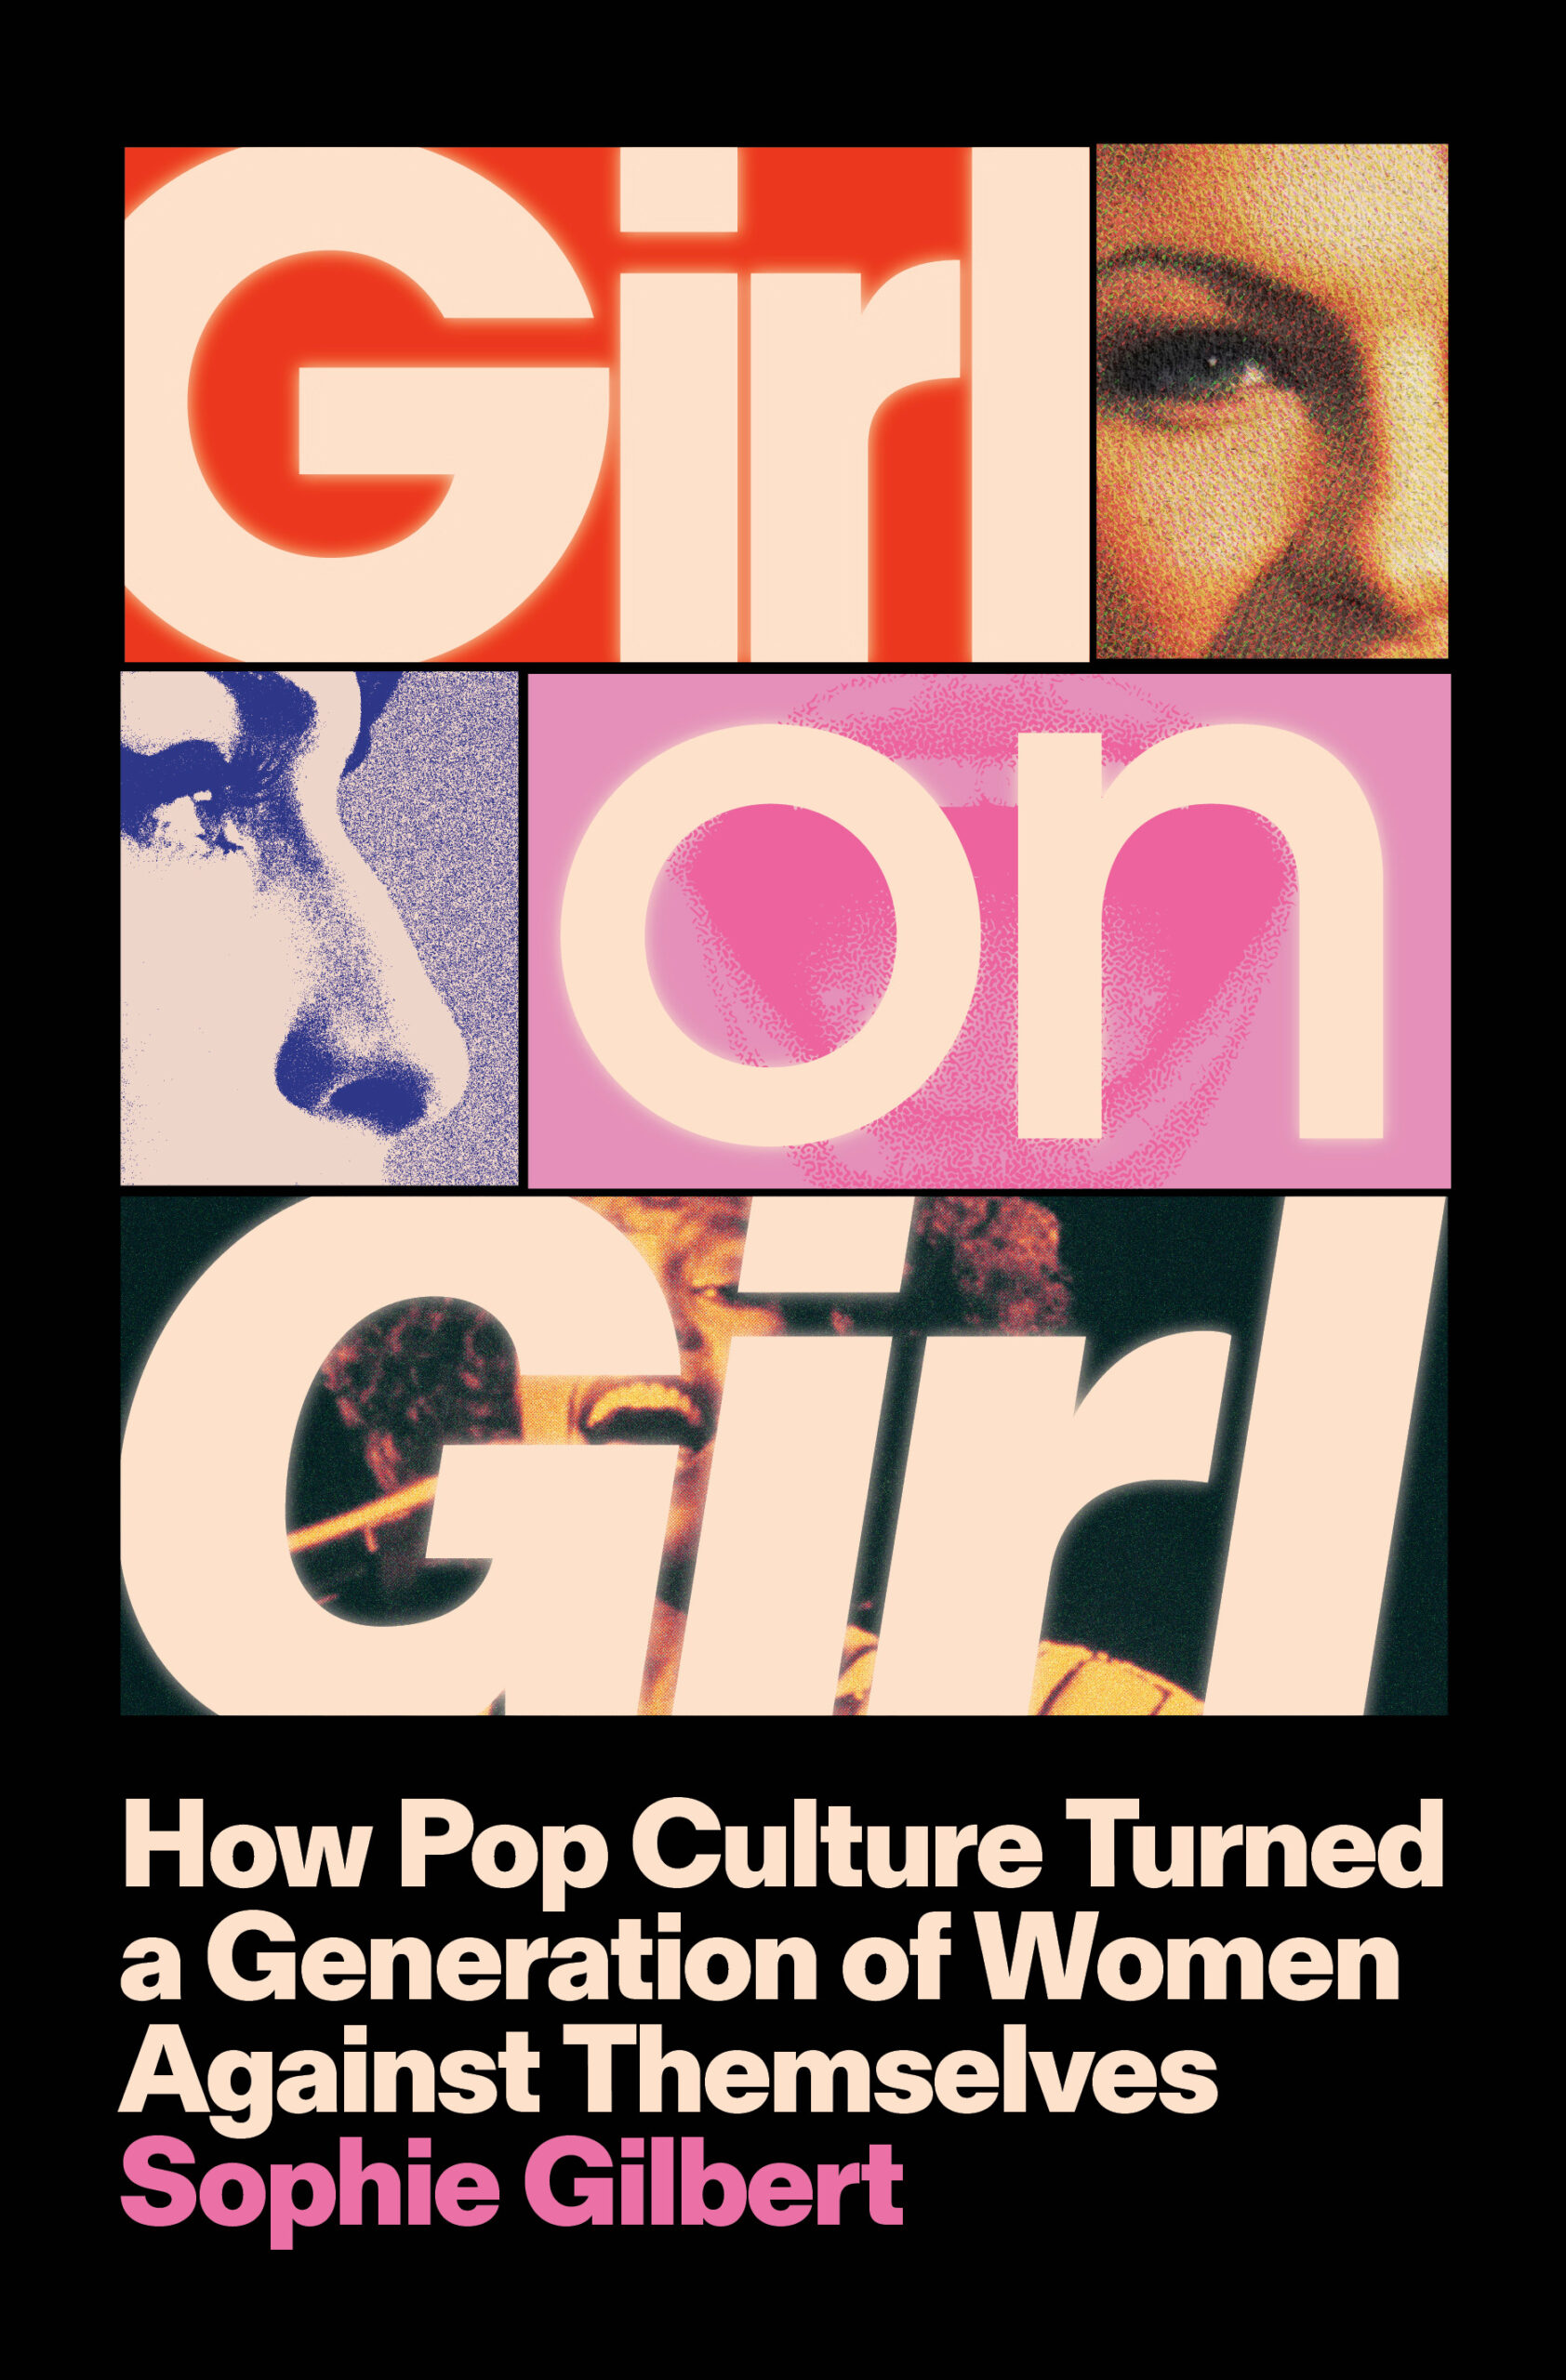 Girl
on
Girl
How Pop Culture Turned
a Generation of Women
Against Themselves
Sophie Gilbert